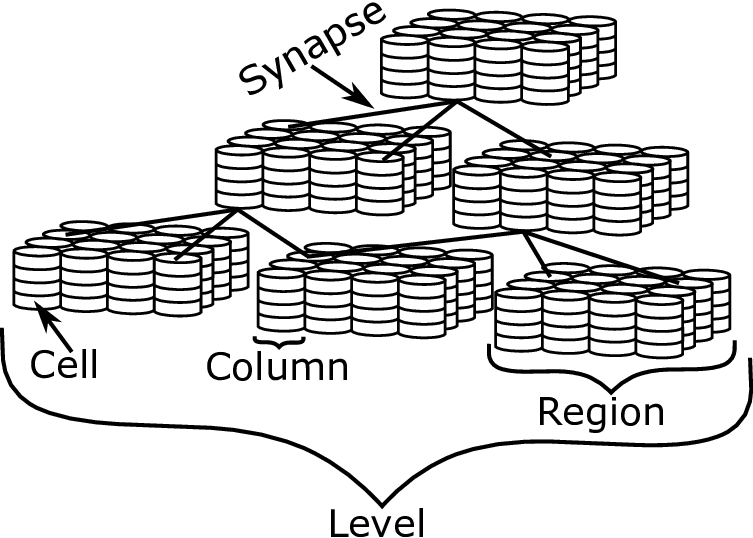 Synapse
Cell
Column
Region
Level